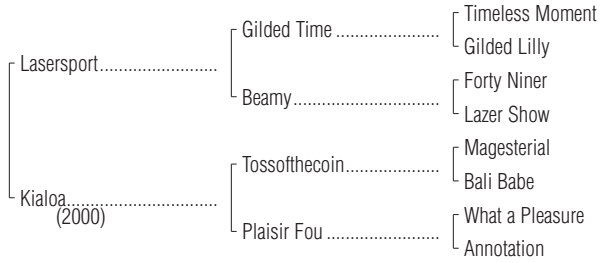 Timeless Moment
Gilded Time
Gilded Lilly
Lasersport
Forty Niner
Beamy
Lazer Show
Magesterial
Tossofthecoin
Bali Babe
Kialoa
(2000)
What a Pleasure
Plaisir Fou
Annotation